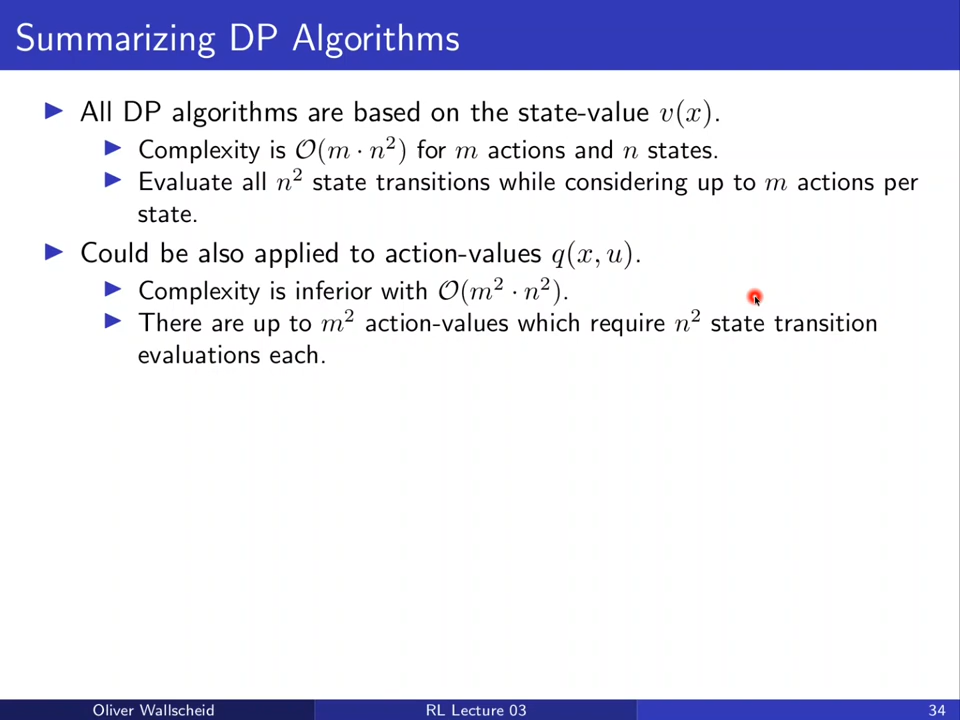 Summarizing DP Algorithms
▶ All DP algorithms are based on the state-value v(x).
▶ Complexity is O(m · n²) for m actions and n states.
▶ Evaluate all n² state transitions while considering up to m actions per
state.
▶ Could be also applied to action-values q(x, u).
▶ Complexity is inferior with O(m² · n²).
▶ There are up to m² action-values which require n² state transition
evaluations each.
Oliver Wallscheid RL Lecture 03 34